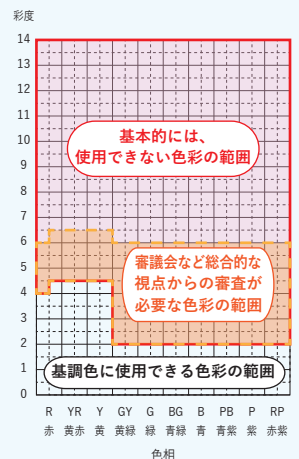 彩度
14
13
12
11
10
9
8
7
6
5
4
3
2
1
0
基本的には、
使用できない色彩の範囲
審議会など総合的な
視点からの審査が
必要な色彩の範囲
基調色に使用できる色彩の範囲
R YR Y GY G BG B PB P RP
赤 黄赤 黄 黄緑 緑 青緑 青 青紫 紫 赤紫
色相